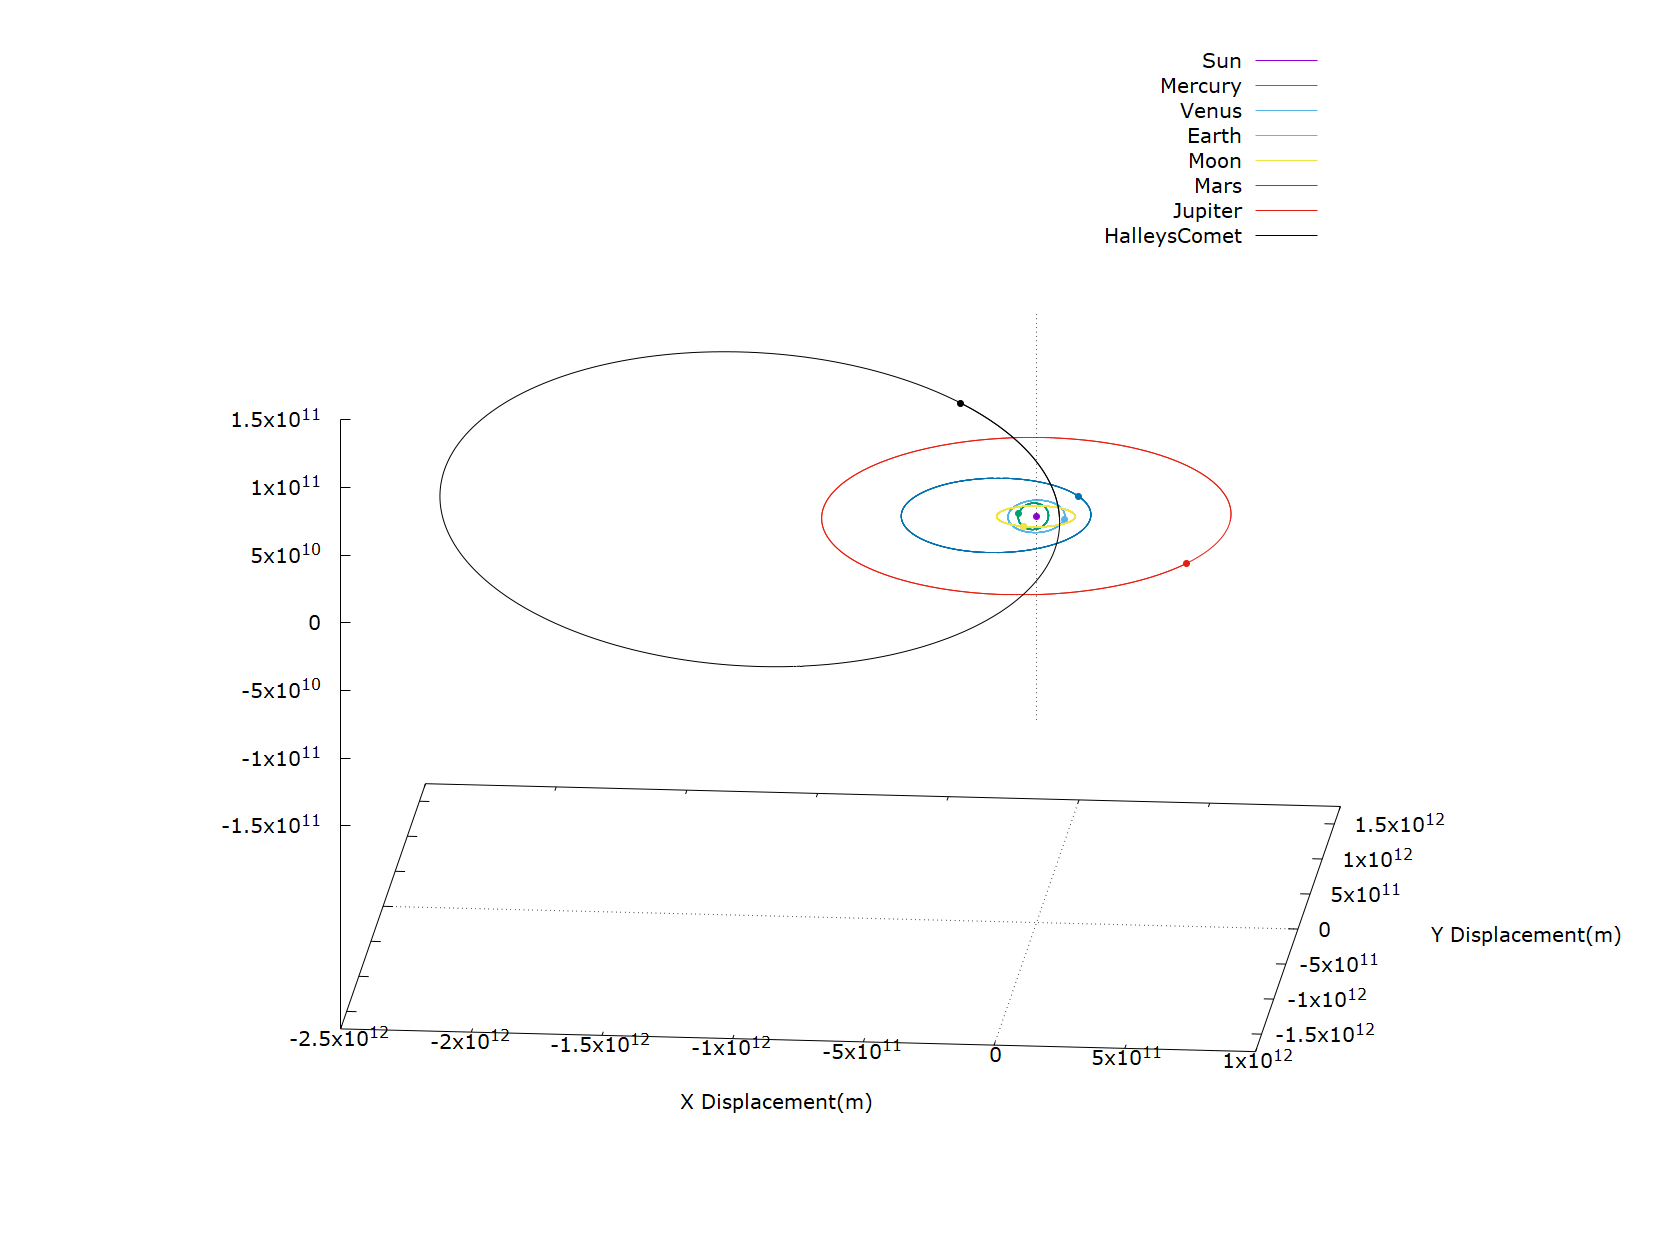 Sun
Mercury
Venus
Earth
Moon
Mars
Jupiter
HalleysComet
1.5x10¹¹
1x10¹¹
5x10¹⁰
0
-5x10¹⁰
-1x10¹¹
-1.5x10¹¹
1.5x10¹²
1x10¹²
5x10¹¹
0
-5x10¹¹
-1x10¹²
-1.5x10¹²
Y Displacement(m)
-2.5x10¹² -2x10¹² -1.5x10¹² -1x10¹² -5x10¹¹ 0 5x10¹¹ 1x10¹²
X Displacement(m)